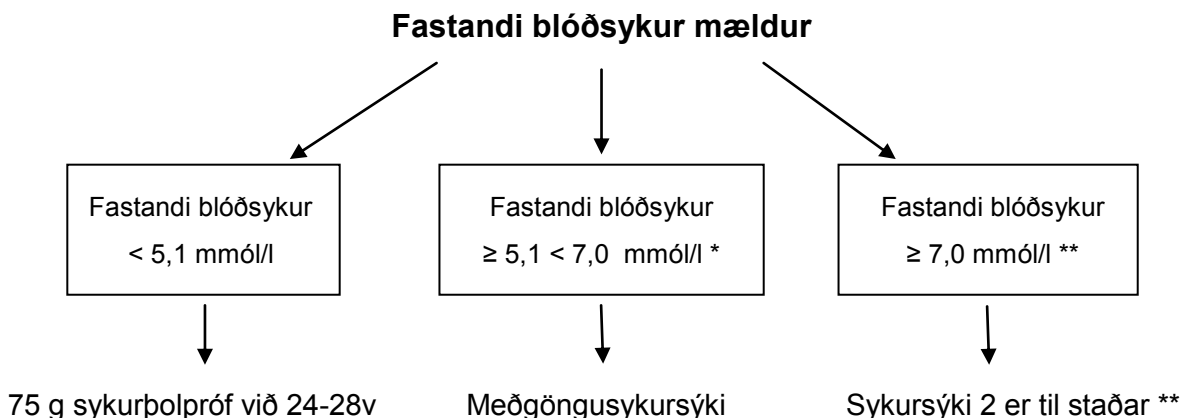 Fastandi blóðsykur mældur
Fastandi blóðsykur
< 5,1 mmól/l
Fastandi blóðsykur
≥ 5,1 < 7,0 mmól/l *
Fastandi blóðsykur
≥ 7,0 mmól/l **
75 g sykurþolpróf við 24-28v
Meðgöngusykursýki
Sykursýki 2 er til staðar **